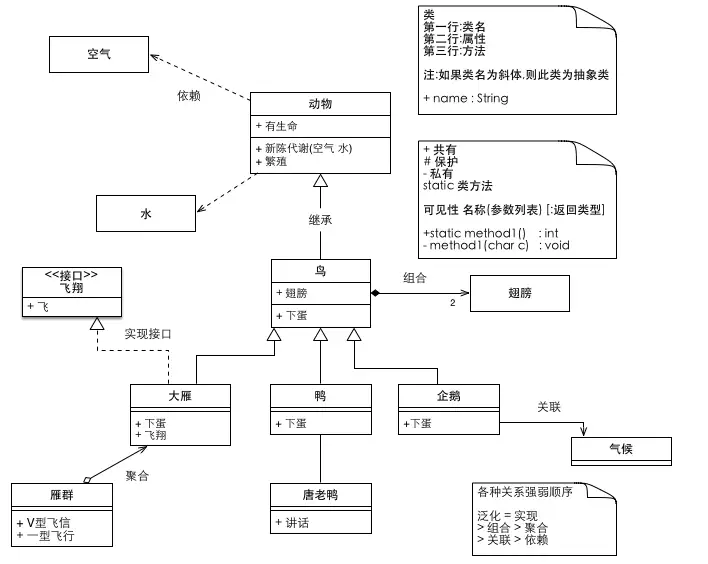 类
第一行:类名
第二行:属性
第三行:方法
注:如果类名为斜体,则此类为抽象类
+ name : String
空气
依赖
动物
+ 有生命
+ 新陈代谢(空气 水)
+ 繁殖
水
+ 共有
# 保护
- 私有
static 类方法
可见性 名称(参数列表) [:返回类型]
+static method1() : int
- method1(char c) : void
继承
<<接口>>
飞翔
+ 飞
鸟
+ 翅膀
+ 下蛋
组合
2
翅膀
实现接口
大雁
+ 下蛋
+ 飞翔
鸭
+ 下蛋
企鹅
+下蛋
关联
气候
聚合
雁群
+ V型飞信
+ 一型飞行
唐老鸭
+ 讲话
各种关系强弱顺序
泛化 = 实现
> 组合 > 聚合
> 关联 > 依赖